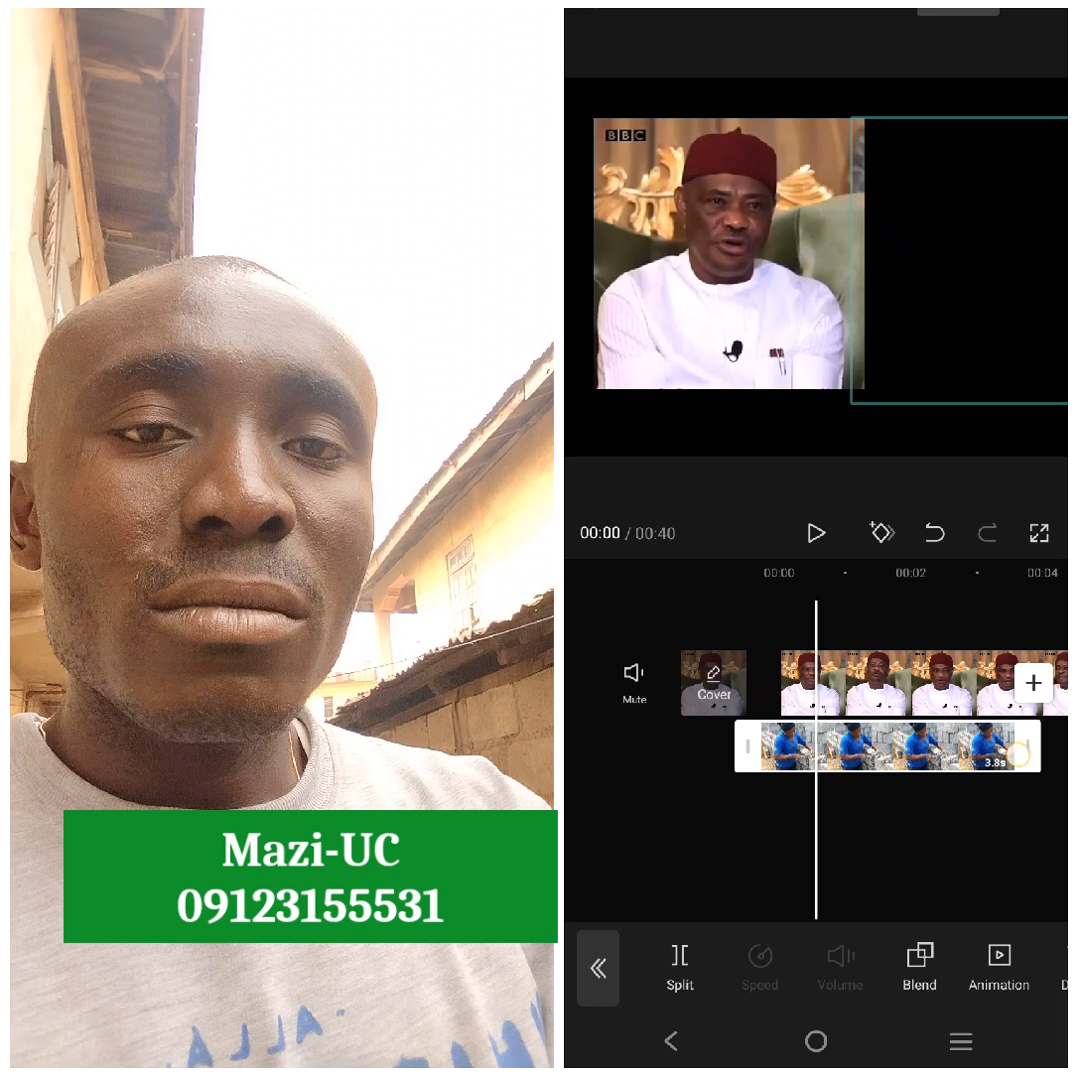 Mazi-UC
09123155531
BBC
00:00 / 00:40
00:00 · 00:02 · 00:04
Mute
Cover
+
3.8s
Split
Speed
Volume
Blend
Animation